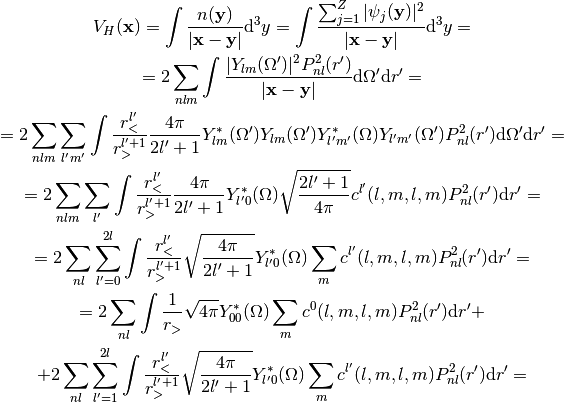 V_H(\mathbf{x}) = \int \frac{n(\mathbf{y})}{|\mathbf{x}-\mathbf{y}|} \mathrm{d}^3 y = \int \frac{\sum_{j=1}^{Z} |\psi_j(\mathbf{y})|^2}{|\mathbf{x}-\mathbf{y}|} \mathrm{d}^3 y =
= 2 \sum_{nlm} \int \frac{|Y_{lm}(\Omega')|^2 P_{nl}^2(r')}{|\mathbf{x}-\mathbf{y}|} \mathrm{d}\Omega' \mathrm{d}r' =
= 2 \sum_{nlm} \sum_{l'm'} \int \frac{r_<^{l'}}{r_>^{l'+1}} \frac{4\pi}{2l'+1} Y_{lm}^*(\Omega') Y_{lm}(\Omega') Y_{l'm'}^*(\Omega) Y_{l'm'}(\Omega') P_{nl}^2(r') \mathrm{d}\Omega' \mathrm{d}r' =
= 2 \sum_{nlm} \sum_{l'} \int \frac{r_<^{l'}}{r_>^{l'+1}} \frac{4\pi}{2l'+1} Y_{l'0}^*(\Omega) \sqrt{\frac{2l'+1}{4\pi}} c^{l'}(l,m,l,m) P_{nl}^2(r') \mathrm{d}r' =
= 2 \sum_{nl} \sum_{l'=0}^{2l} \int \frac{r_<^{l'}}{r_>^{l'+1}} \sqrt{\frac{4\pi}{2l'+1}} Y_{l'0}^*(\Omega) \sum_m c^{l'}(l,m,l,m) P_{nl}^2(r') \mathrm{d}r' =
= 2 \sum_{nl} \int \frac{1}{r_>} \sqrt{4\pi} Y_{00}^*(\Omega) \sum_m c^0(l,m,l,m) P_{nl}^2(r') \mathrm{d}r' +
+ 2 \sum_{nl} \sum_{l'=1}^{2l} \int \frac{r_<^{l'}}{r_>^{l'+1}} \sqrt{\frac{4\pi}{2l'+1}} Y_{l'0}^*(\Omega) \sum_m c^{l'}(l,m,l,m) P_{nl}^2(r') \mathrm{d}r' =